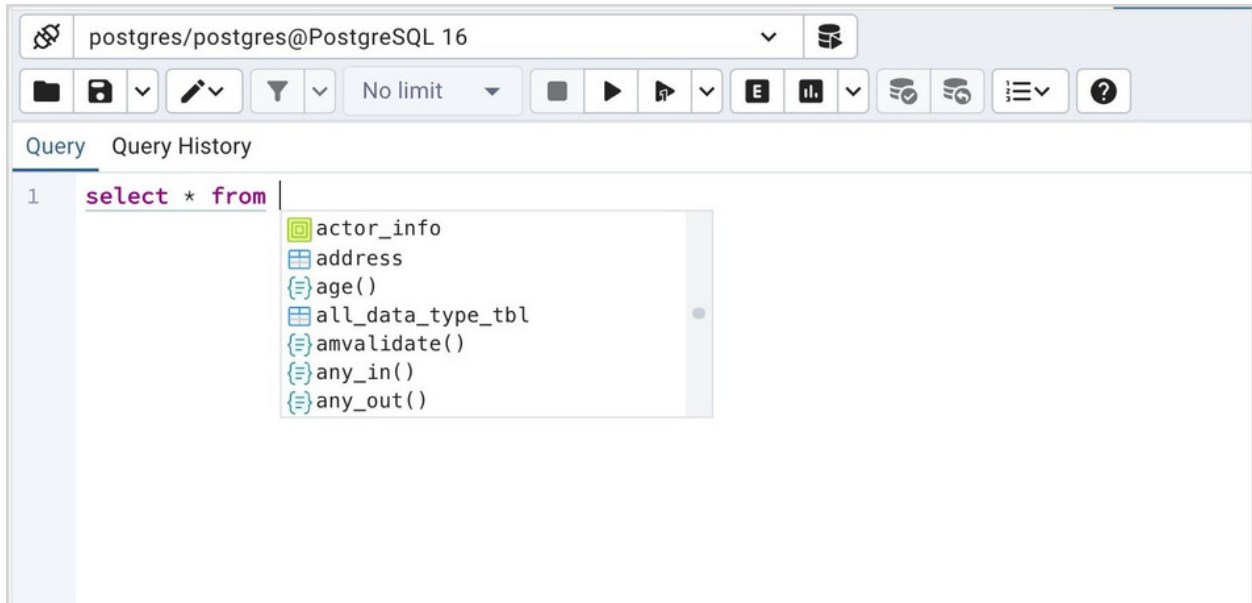 postgres/postgres@PostgreSQL 16
No limit
E
Query Query History
1 select * from
actor_info
address
age()
all_data_type_tbl
amvalidate()
any_in()
any_out()